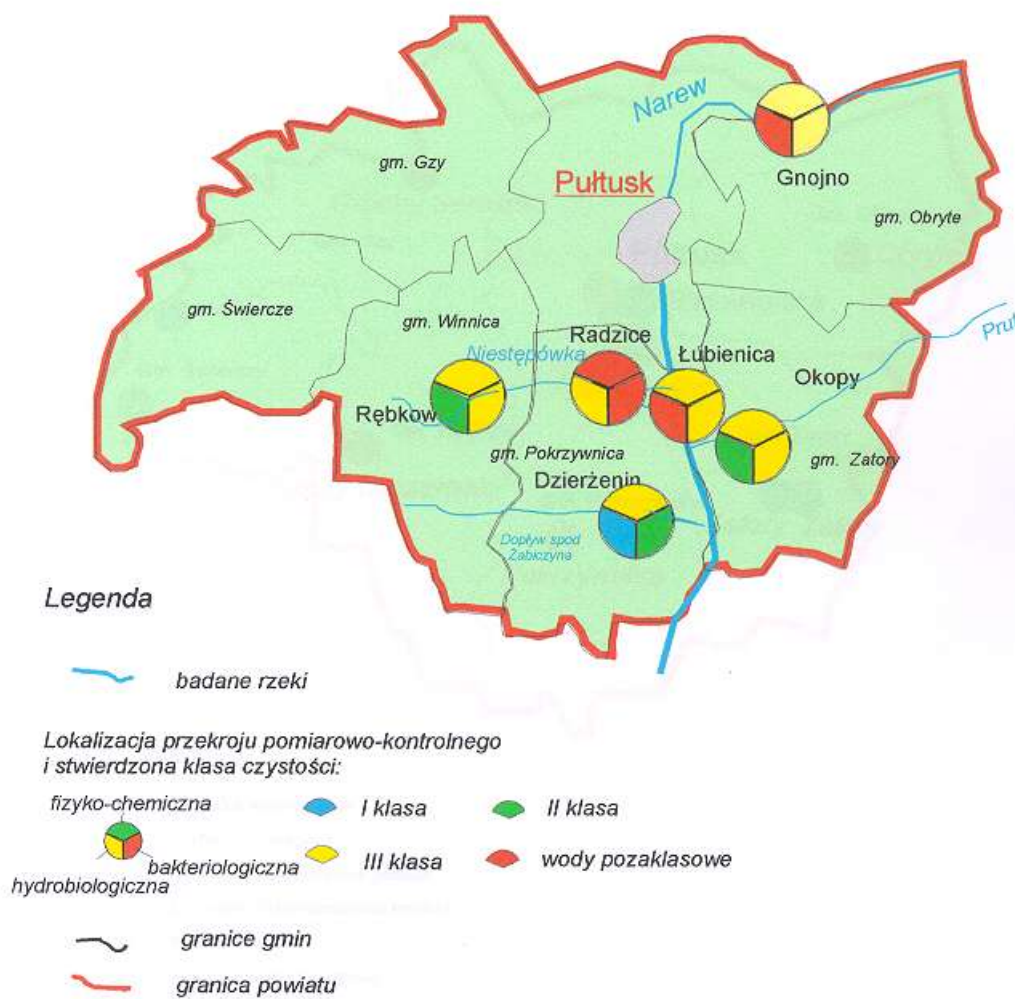 Narew
gm. Gzy
Pułtusk
Gnojno
gm. Obryte
gm. Świercze
gm. Winnica
Radzice
Łubienica
Prut
Niestępówka
Okopy
Rębkow
gm. Pokrzywnica
gm. Zatory
Dzierżenin
Dopływ spod
Żabiczyna
Legenda
badane rzeki
Lokalizacja przekroju pomiarowo-kontrolnego
i stwierdzona klasa czystości:
fizyko-chemiczna
I klasa
II klasa
bakteriologiczna
III klasa
wody pozaklasowe
hydrobiologiczna
granice gmin
granica powiatu